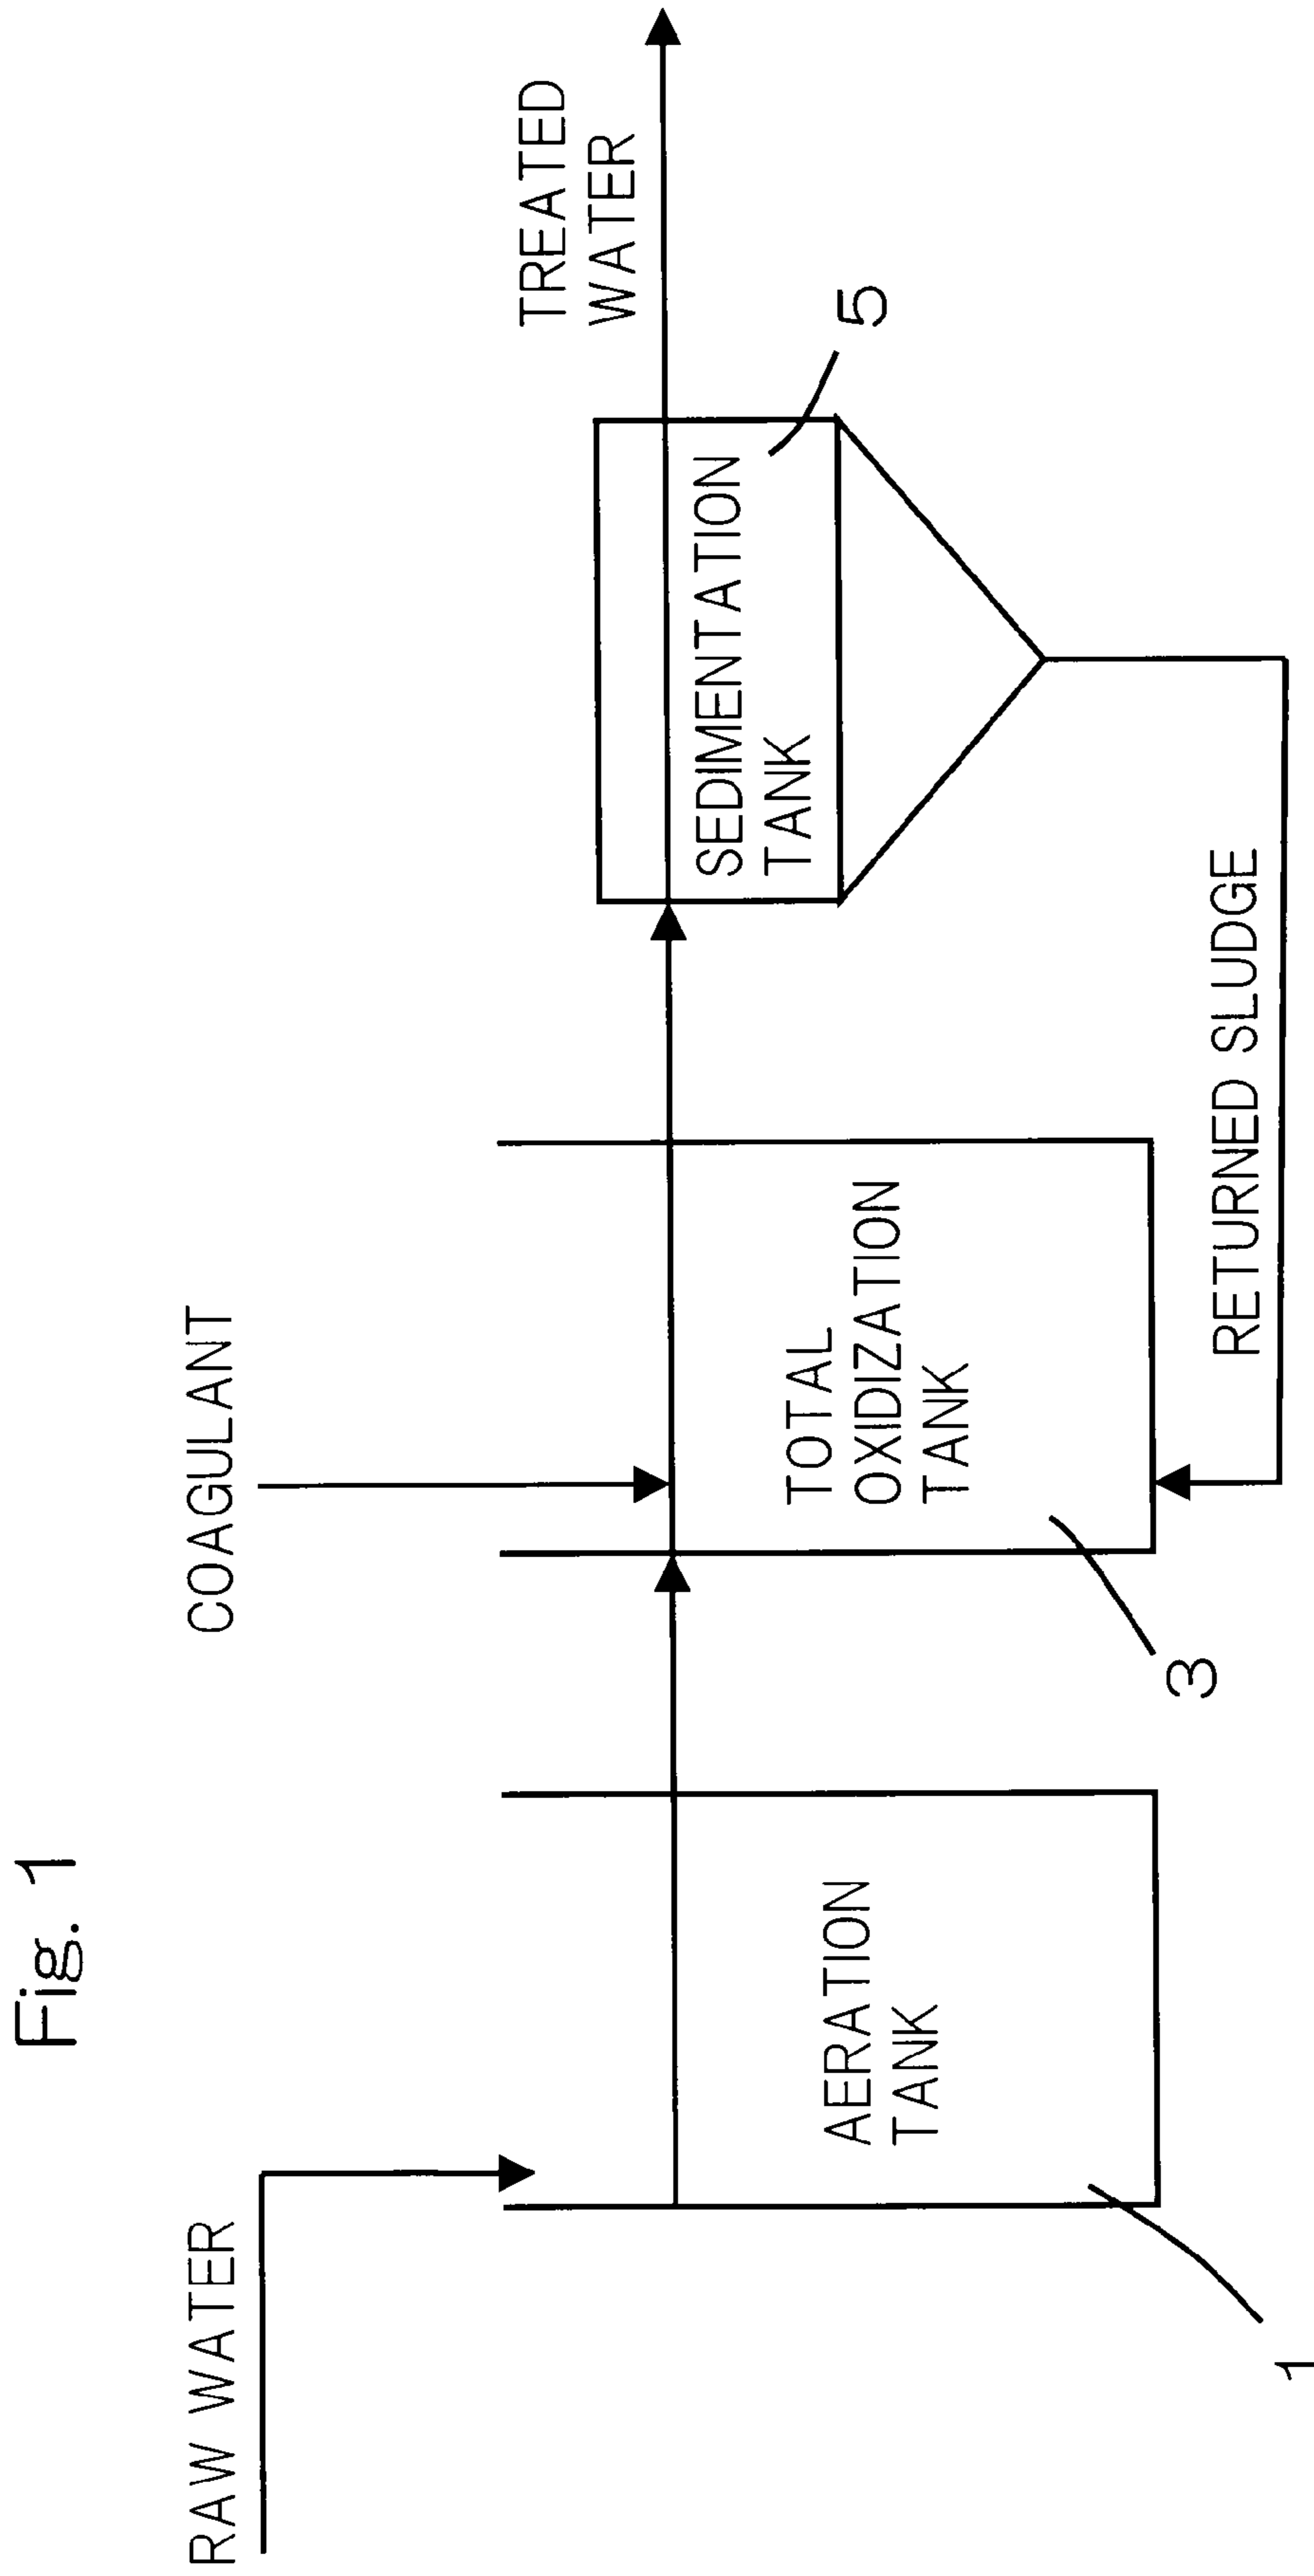 Fig. 1
RAW WATER
COAGULANT
TREATED
WATER
AERATION
TANK
TOTAL
OXIDIZATION
TANK
SEDIMENTATION
TANK
5
3
1
RETURNED SLUDGE